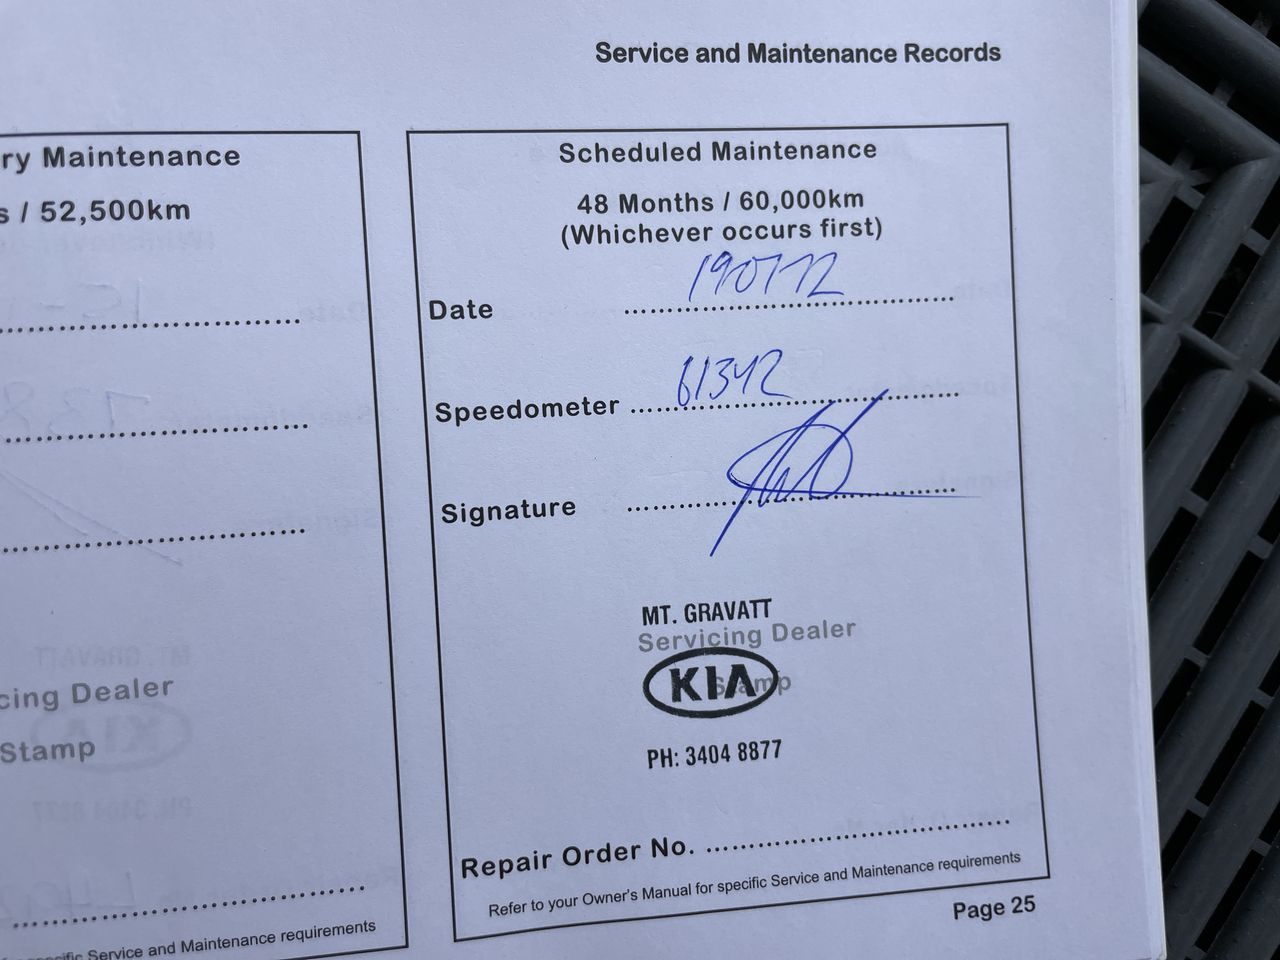 Service and Maintenance Records
ry Maintenance
s / 52,500km
cing Dealer
Stamp
Service and Maintenance requirements
Scheduled Maintenance
48 Months / 60,000km
(Whichever occurs first)
Date 190772
Speedometer 61342
Signature
MT. GRAVATT
Servicing Dealer
KIA
Stamp
PH: 3404 8877
Repair Order No.
Refer to your Owner's Manual for specific Service and Maintenance requirements
Page 25